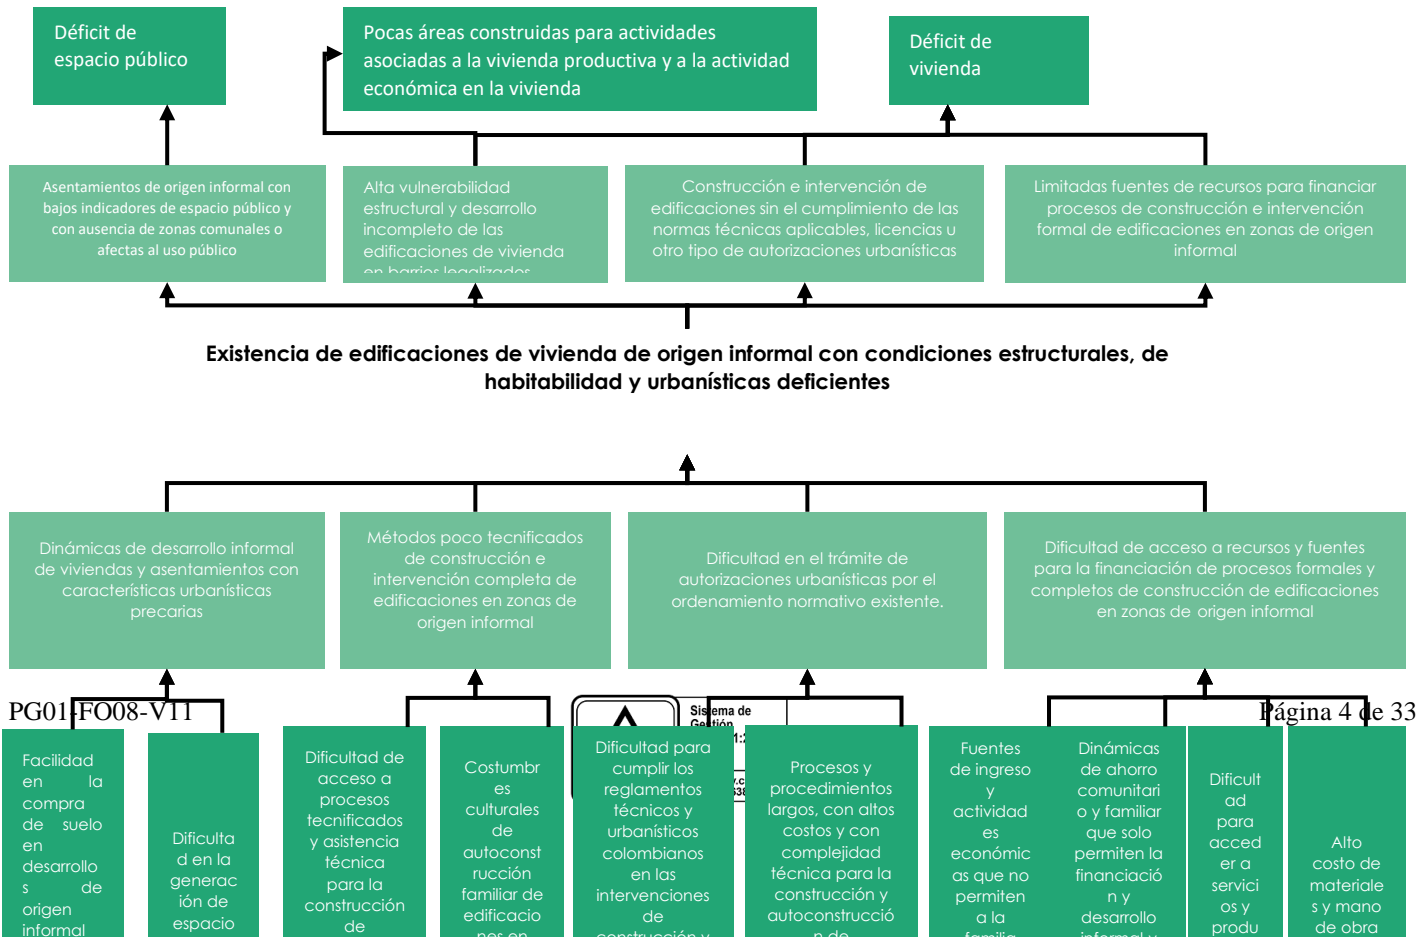 Déficit de
espacio público
Pocas áreas construidas para actividades
asociadas a la vivienda productiva y a la actividad
económica en la vivienda
Déficit de
vivienda
Asentamientos de origen informal con
bajos indicadores de espacio público y
con ausencia de zonas comunales o
afectas al uso público
Alta vulnerabilidad
estructural y desarrollo
incompleto de las
edificaciones de vivienda
en barrios legalizados
Construcción e intervención de
edificaciones sin el cumplimiento de las
normas técnicas aplicables, licencias u
otro tipo de autorizaciones urbanísticas
Limitadas fuentes de recursos para financiar
procesos de construcción e intervención
formal de edificaciones en zonas de origen
informal
Existencia de edificaciones de vivienda de origen informal con condiciones estructurales, de
habitabilidad y urbanísticas deficientes
Dinámicas de desarrollo informal
de viviendas y asentamientos con
características urbanísticas
precarias
Métodos poco tecnificados
de construcción e
intervención completa de
edificaciones en zonas de
origen informal
Dificultad en el trámite de
autorizaciones urbanísticas por el
ordenamiento normativo existente.
Dificultad de acceso a recursos y fuentes
para la financiación de procesos formales y
completos de construcción de edificaciones
en zonas de origen informal
PG01-FO08-V11
Sistema de
Gestión
Página 4 de 33
Facilidad
en la
compra
de suelo
en
desarrollo
s de
origen
informal
Dificulta
d en la
generac
ión de
espacio
Dificultad de
acceso a
procesos
tecnificados
y asistencia
técnica
para la
construcción
de
Costumbr
es
culturales
de
autoconst
rucción
familiar de
edificacio
nes en
Dificultad para
cumplir los
reglamentos
técnicos y
urbanísticos
colombianos
en las
intervenciones
de
construcción y
Procesos y
procedimientos
largos, con altos
costos y con
complejidad
técnica para la
construcción y
autoconstrucció
n de
Fuentes
de ingreso
y
actividad
es
económic
as que no
permiten
a la
familia
Dinámicas
de ahorro
comunitari
o y familiar
que solo
permiten la
financiació
n y
desarrollo
informal y
Dificult
ad
para
acced
er a
servici
os y
produ
Alto
costo de
materiale
s y mano
de obra